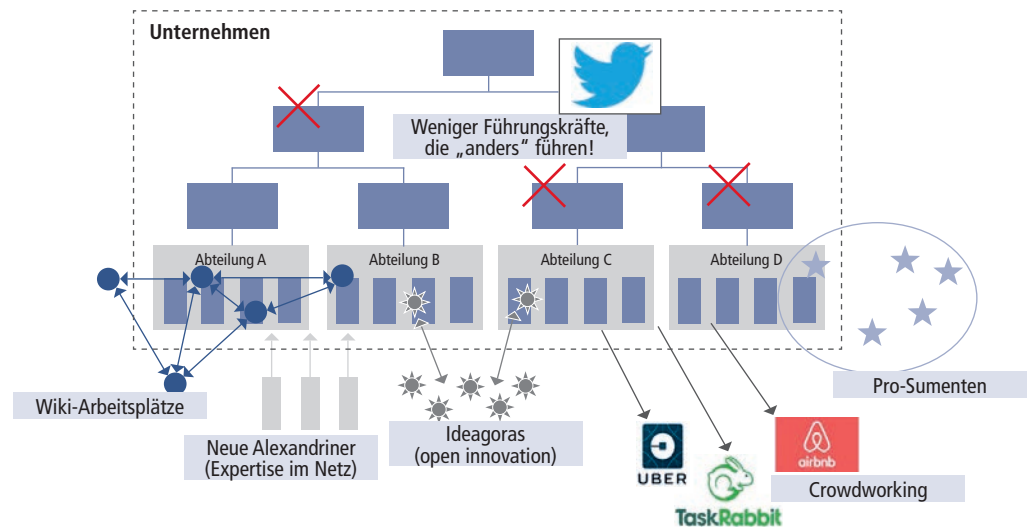 Unternehmen
Weniger Führungskräfte,
die „anders“ führen!
Abteilung A
Abteilung B
Abteilung C
Abteilung D
Wiki-Arbeitsplätze
Neue Alexandriner
(Expertise im Netz)
Ideagoras
(open innovation)
UBER
TaskRabbit
airbnb
Crowdworking
Pro-Sumenten